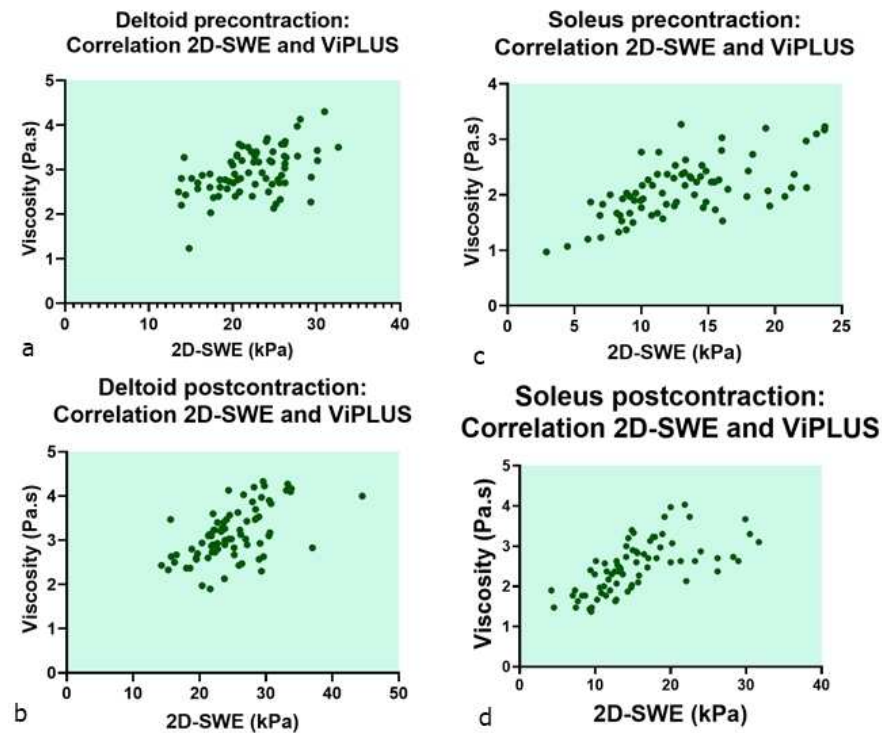 Deltoid precontraction:
Correlation 2D-SWE and ViPLUS
5
4
3
2
1
0
Viscosity (Pa.s)
0 10 20 30 40
2D-SWE (kPa)
a
Soleus precontraction:
Correlation 2D-SWE and ViPLUS
4
3
2
1
0
Viscosity (Pa.s)
0 5 10 15 20 25
2D-SWE (kPa)
c
Deltoid postcontraction:
Correlation 2D-SWE and ViPLUS
5
4
3
2
1
0
Viscosity (Pa.s)
0 10 20 30 40 50
2D-SWE (kPa)
b
Soleus postcontraction:
Correlation 2D-SWE and ViPLUS
5
4
3
2
1
0
Viscosity (Pa.s)
0 10 20 30 40
2D-SWE (kPa)
d